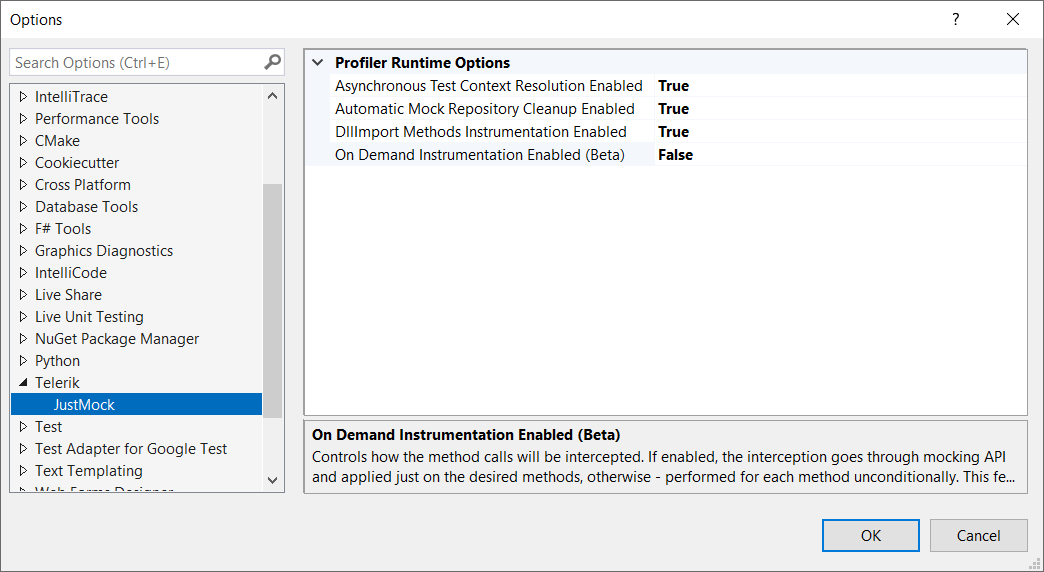 Options
?
Search Options (Ctrl+E)
IntelliTrace
Performance Tools
CMake
Cookiecutter
Cross Platform
Database Tools
F# Tools
Graphics Diagnostics
IntelliCode
Live Share
Live Unit Testing
NuGet Package Manager
Python
Telerik
JustMock
Test
Test Adapter for Google Test
Text Templating
Web Forms Designer
Profiler Runtime Options
Asynchronous Test Context Resolution Enabled True
Automatic Mock Repository Cleanup Enabled True
DllImport Methods Instrumentation Enabled True
On Demand Instrumentation Enabled (Beta) False
On Demand Instrumentation Enabled (Beta)
Controls how the method calls will be intercepted. If enabled, the interception goes through mocking API
and applied just on the desired methods, otherwise - performed for each method unconditionally. This fe...
OK
Cancel